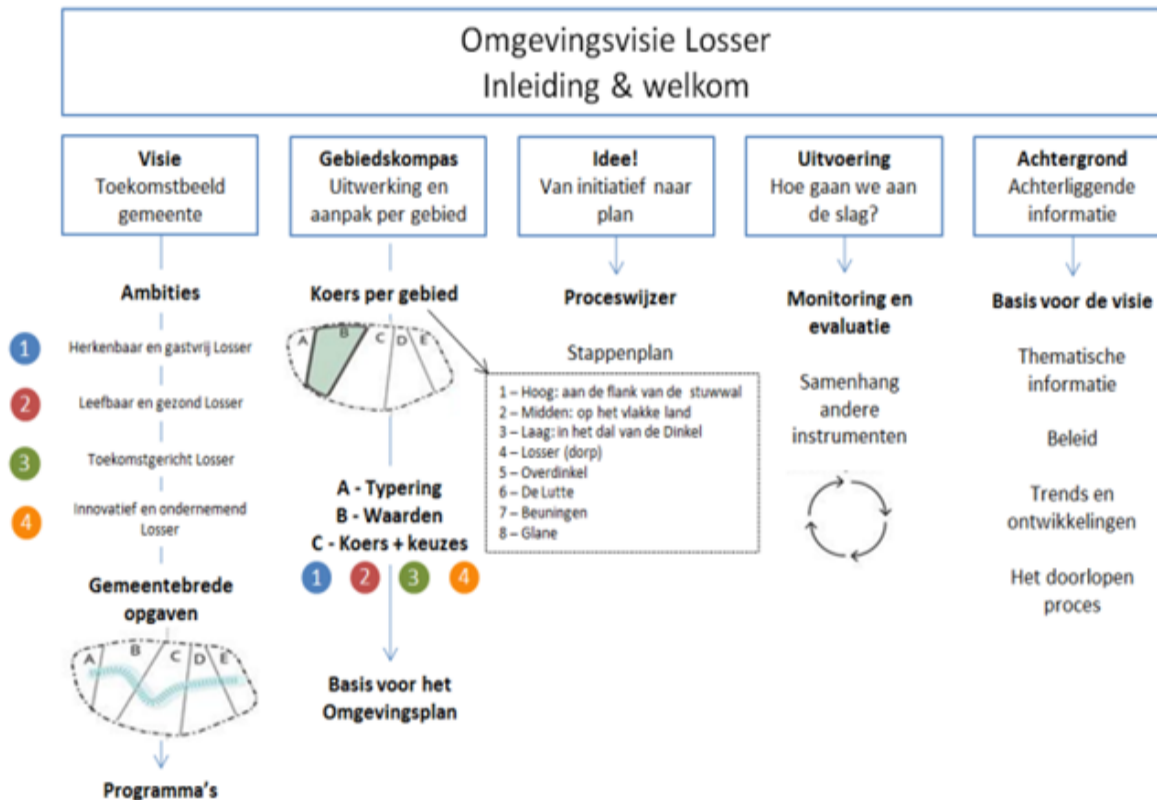 Omgevingsvisie Losser
Inleiding & welkom
Visie
Toekomstbeeld
gemeente
Ambities
1
Herkenbaar en gastvrij Losser
2
Leefbaar en gezond Losser
3
Toekomstgericht Losser
4
Innovatief en ondernemend
Losser
Gemeentebrede
opgaven
A B C D E
Programma's
Gebiedskompas
Uitwerking en
aanpak per gebied
Koers per gebied
A B C D E
A - Typering
B - Waarden
C - Koers + keuzes
1 2 3 4
Basis voor het
Omgevingsplan
Idee!
Van initiatief naar
plan
Proceswijzer
Stappenplan
1 – Hoog: aan de flank van de stuwwal
2 – Midden: op het vlakke land
3 – Laag: in het dal van de Dinkel
4 – Losser (dorp)
5 – Overdinkel
6 – De Lutte
7 – Beuningen
8 – Glane
Uitvoering
Hoe gaan we aan
de slag?
Monitoring en
evaluatie
Samenhang
andere
instrumenten
Achtergrond
Achterliggende
informatie
Basis voor de visie
Thematische
informatie
Beleid
Trends en
ontwikkelingen
Het doorlopen
proces